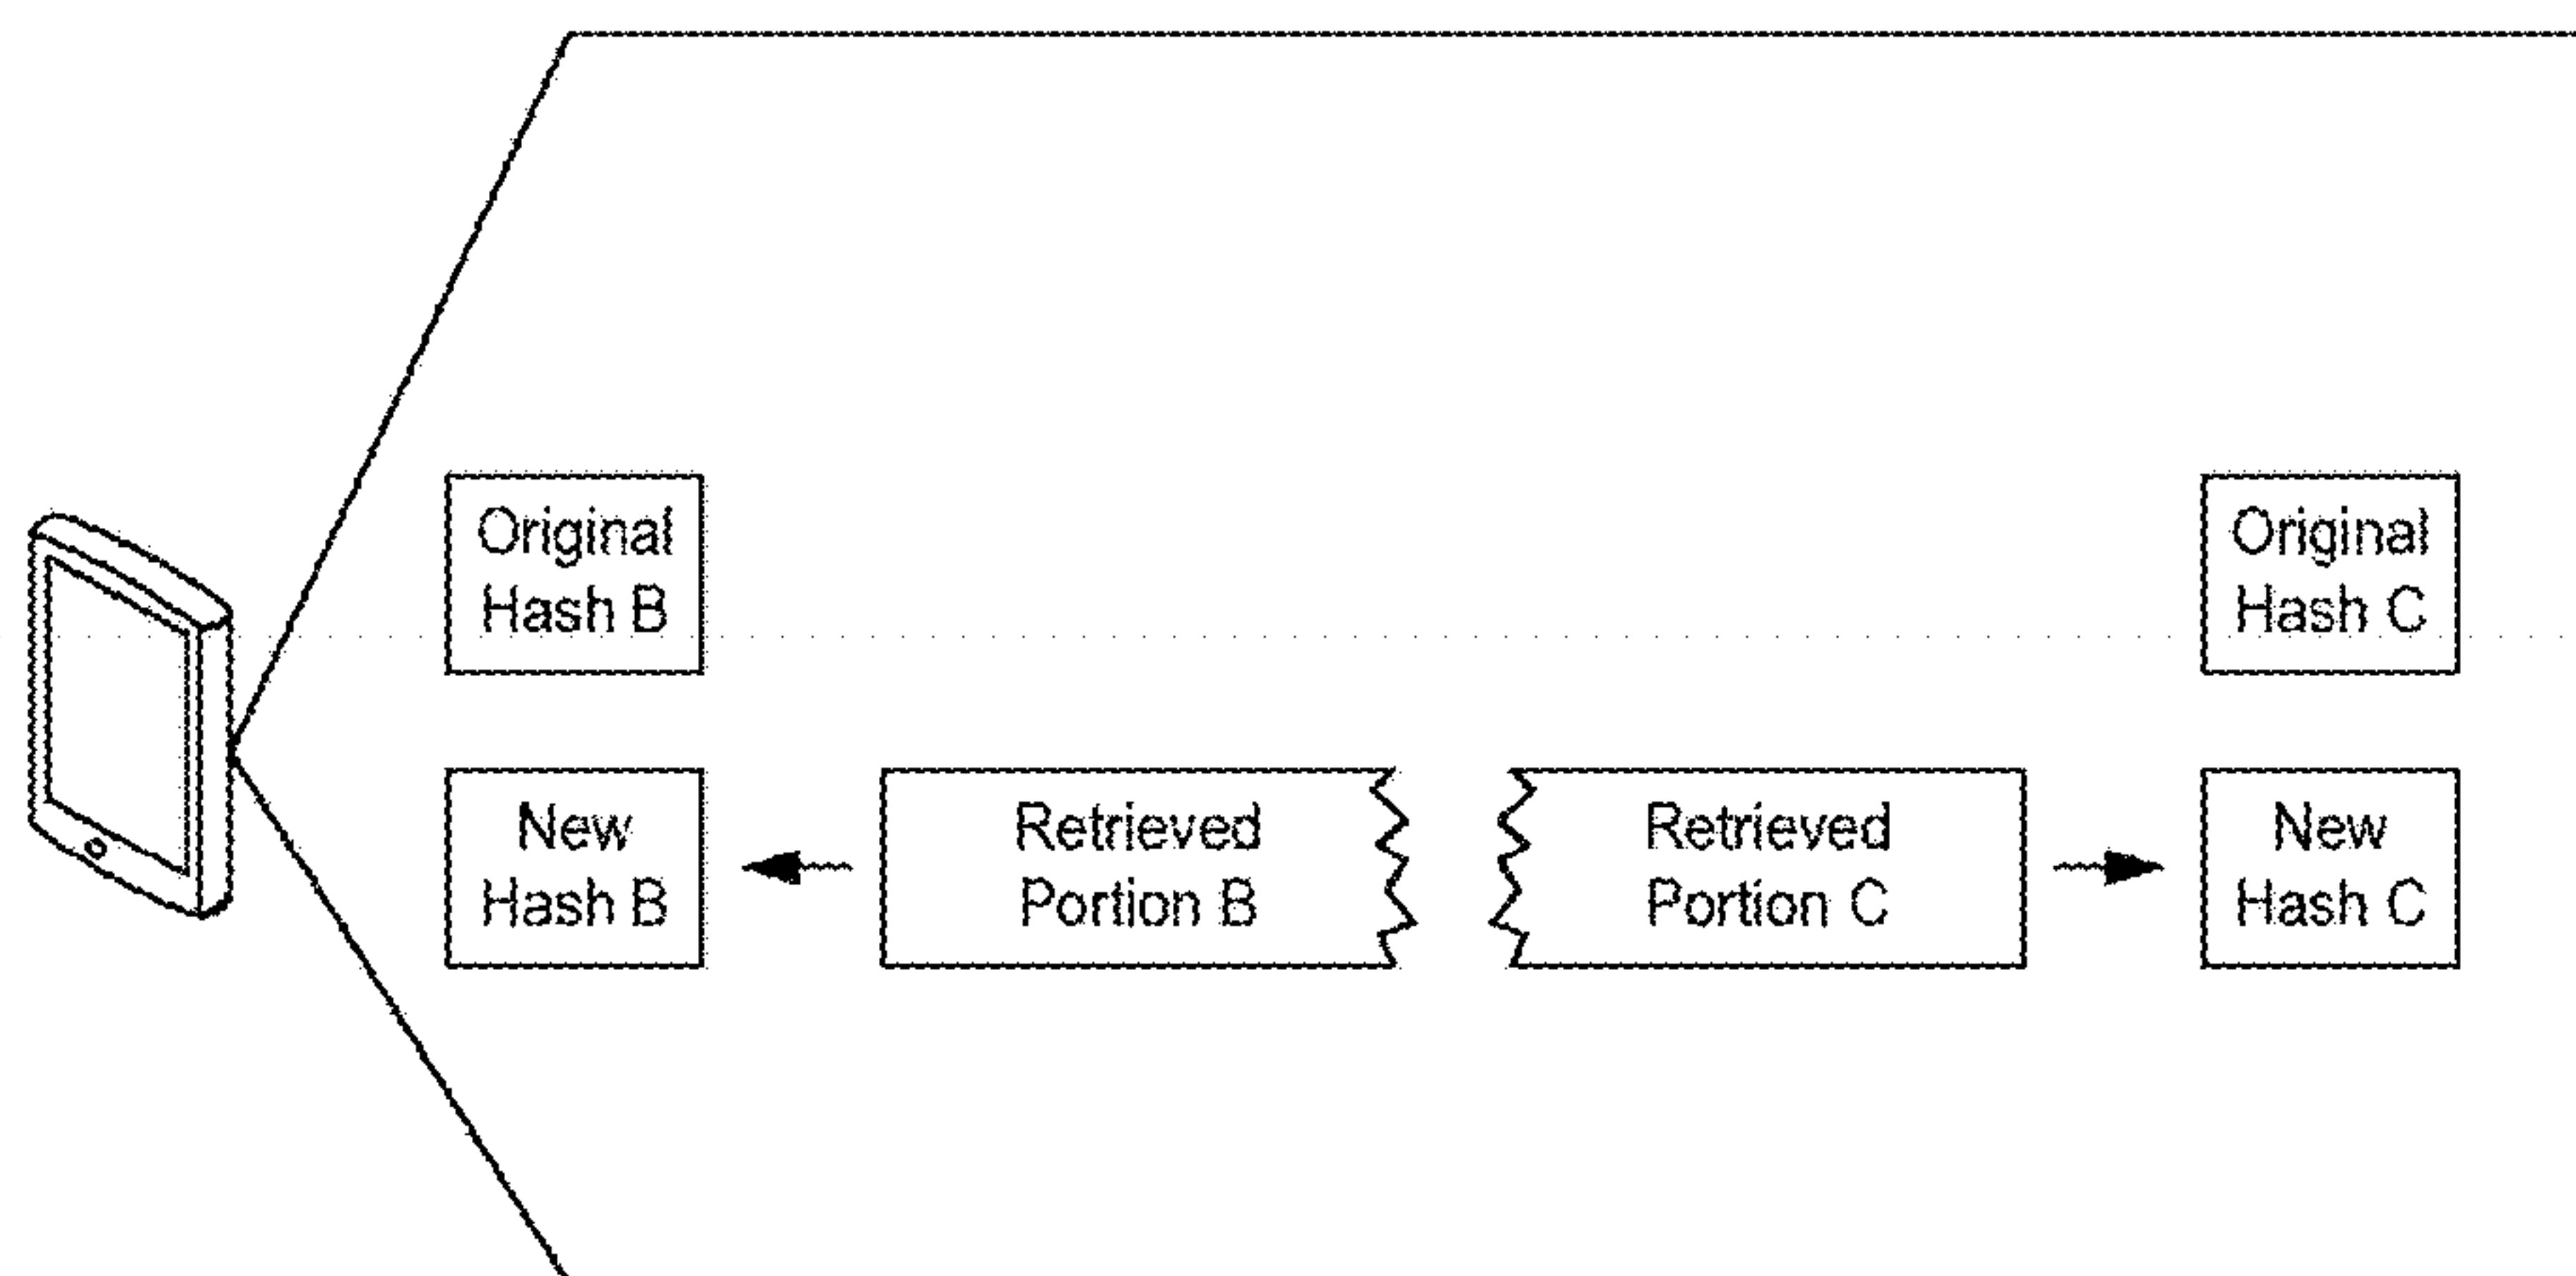 Original
Hash B
Original
Hash C
New
Hash B
Retrieved
Portion B
Retrieved
Portion C
New
Hash C